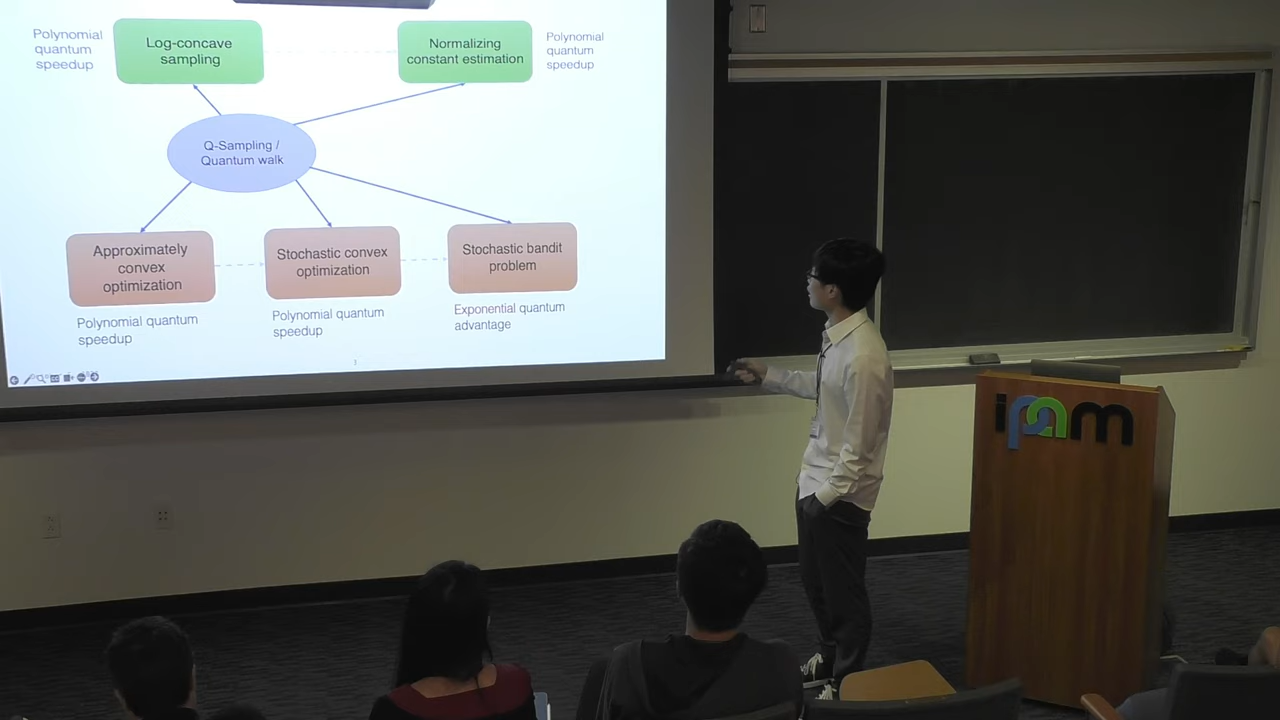 Polynomial
quantum
speedup
Log-concave
sampling
Normalizing
constant estimation
Polynomial
quantum
speedup
Q-Sampling /
Quantum walk
Approximately
convex
optimization
Stochastic convex
optimization
Stochastic bandit
problem
Polynomial quantum
speedup
Polynomial quantum
speedup
Exponential quantum
advantage
ipam